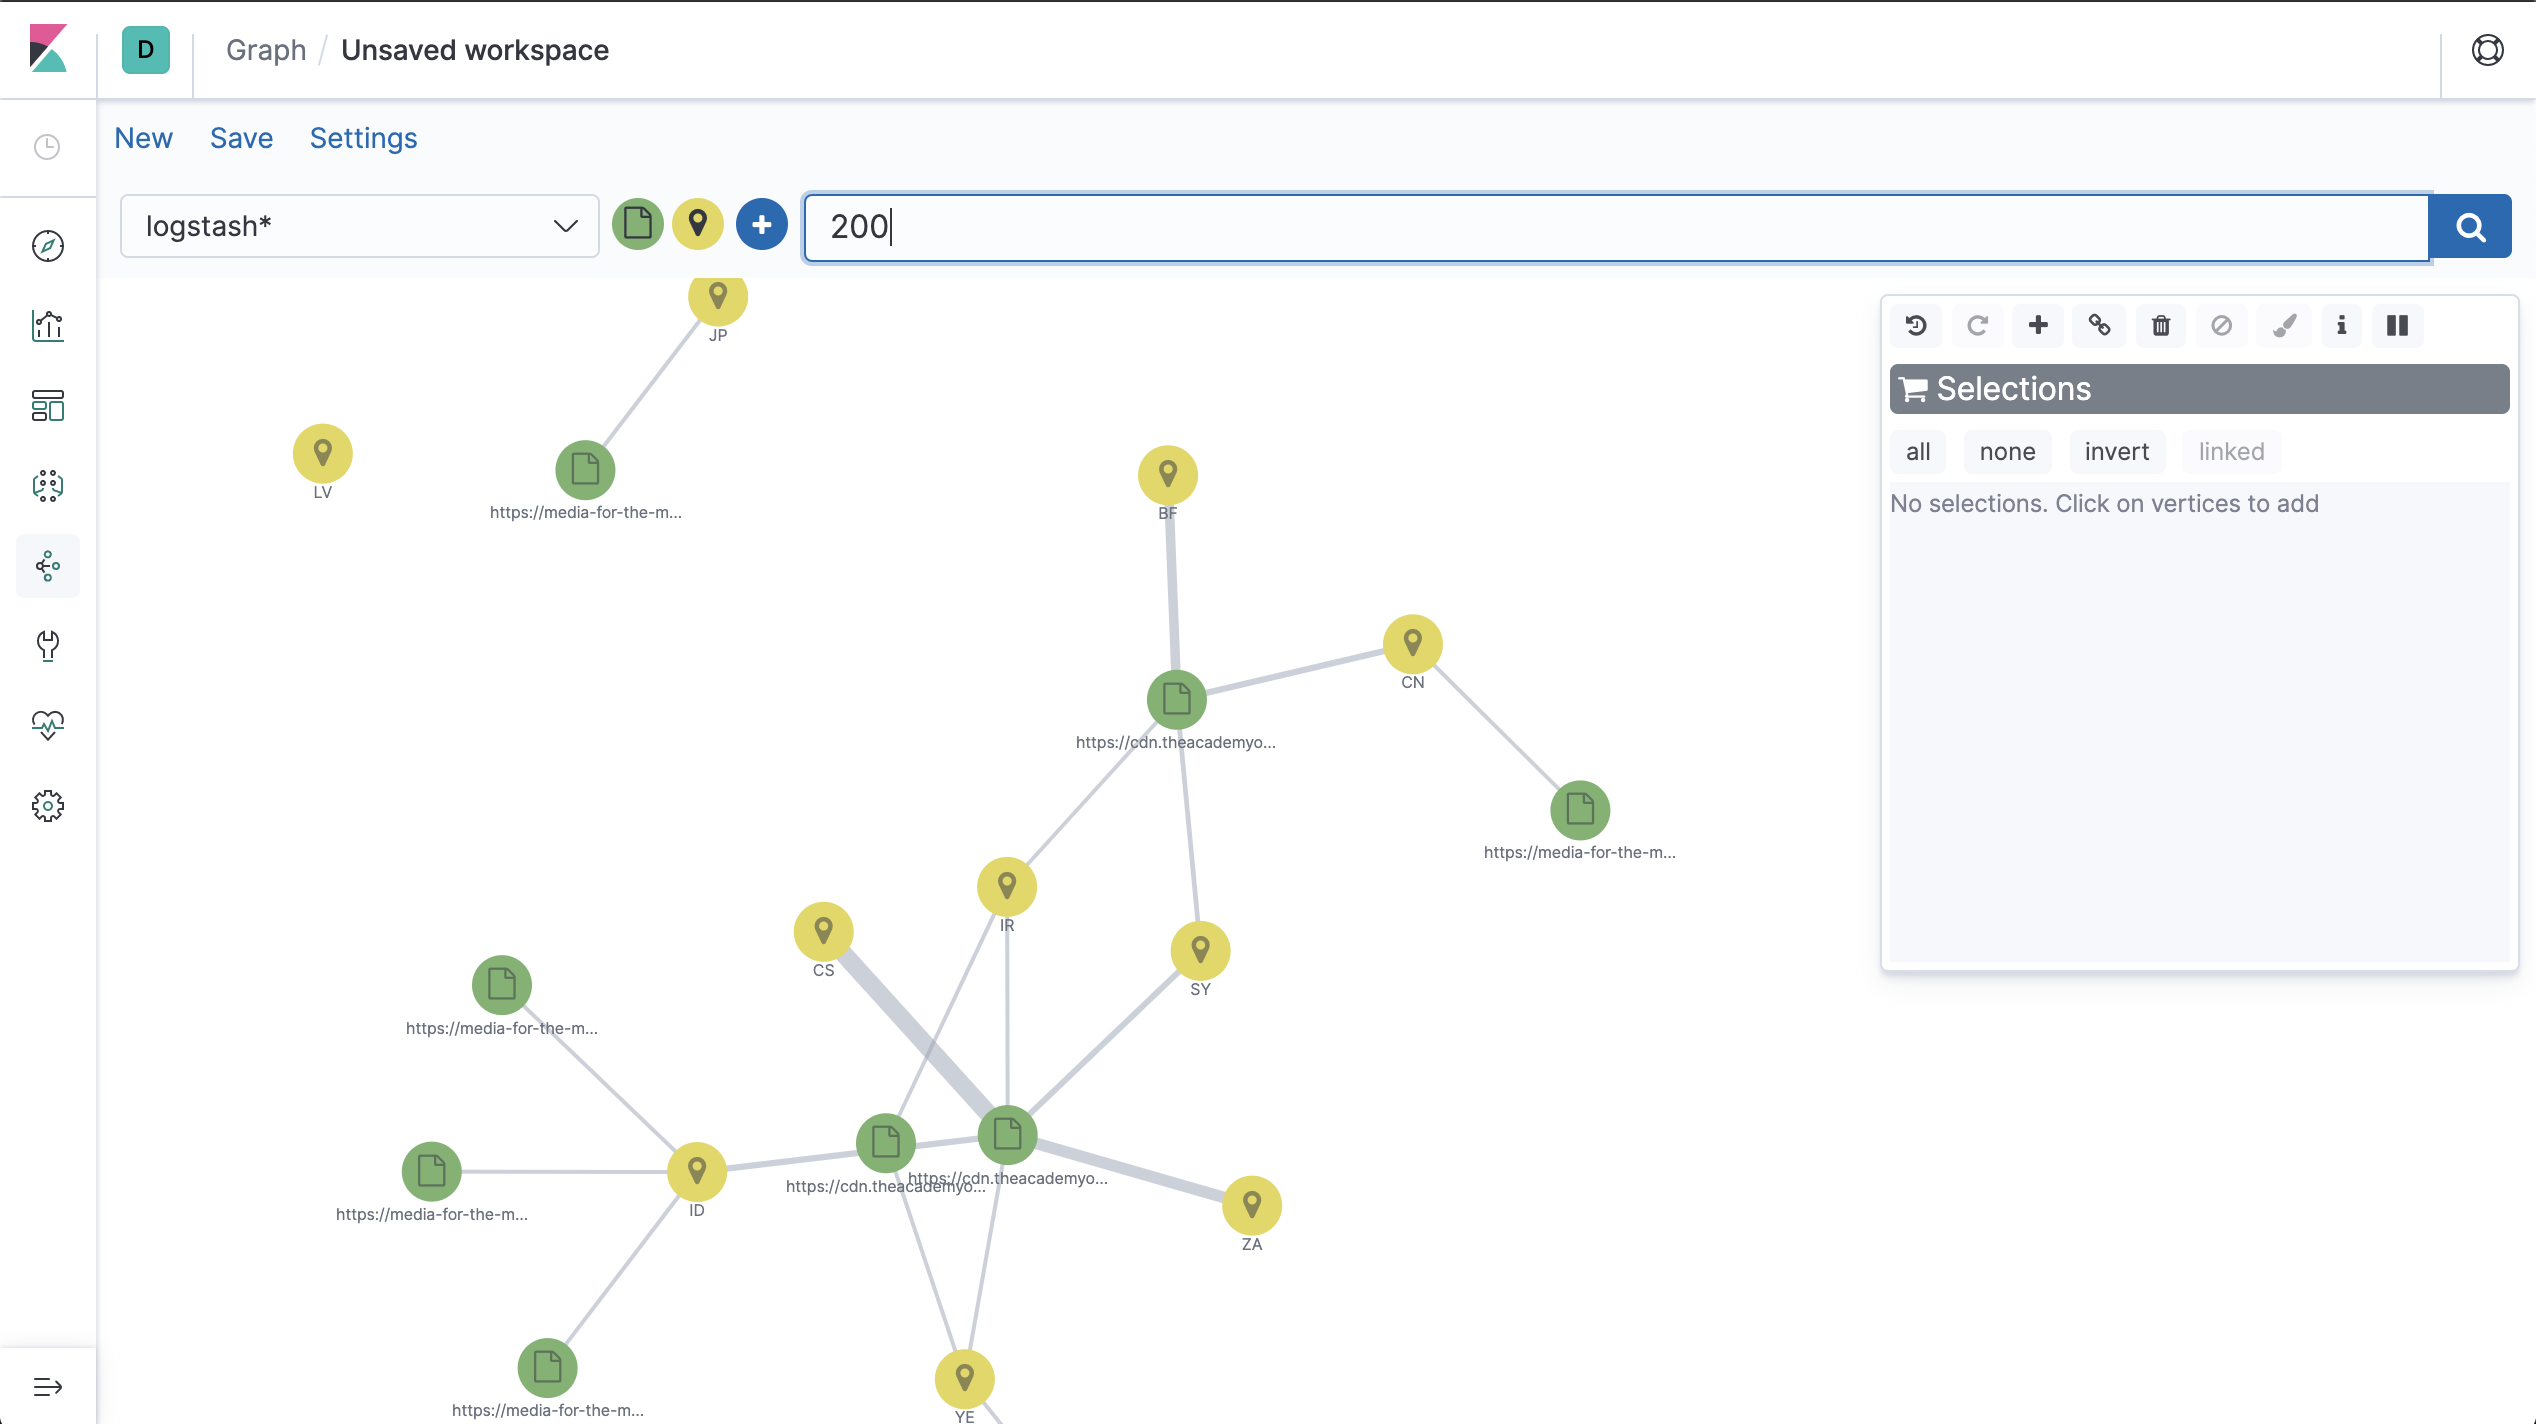 D
Graph / Unsaved workspace
New Save Settings
logstash*
200
JP
LV
https://media-for-the-m...
BF
CN
https://cdn.theacademyo...
https://media-for-the-m...
IR
CS
SY
https://media-for-the-m...
https://cdn.theacademyo...
https://cdn.theacademyo...
https://media-for-the-m...
ID
ZA
https://media-for-the-m...
YE
Selections
all none invert linked
No selections. Click on vertices to add